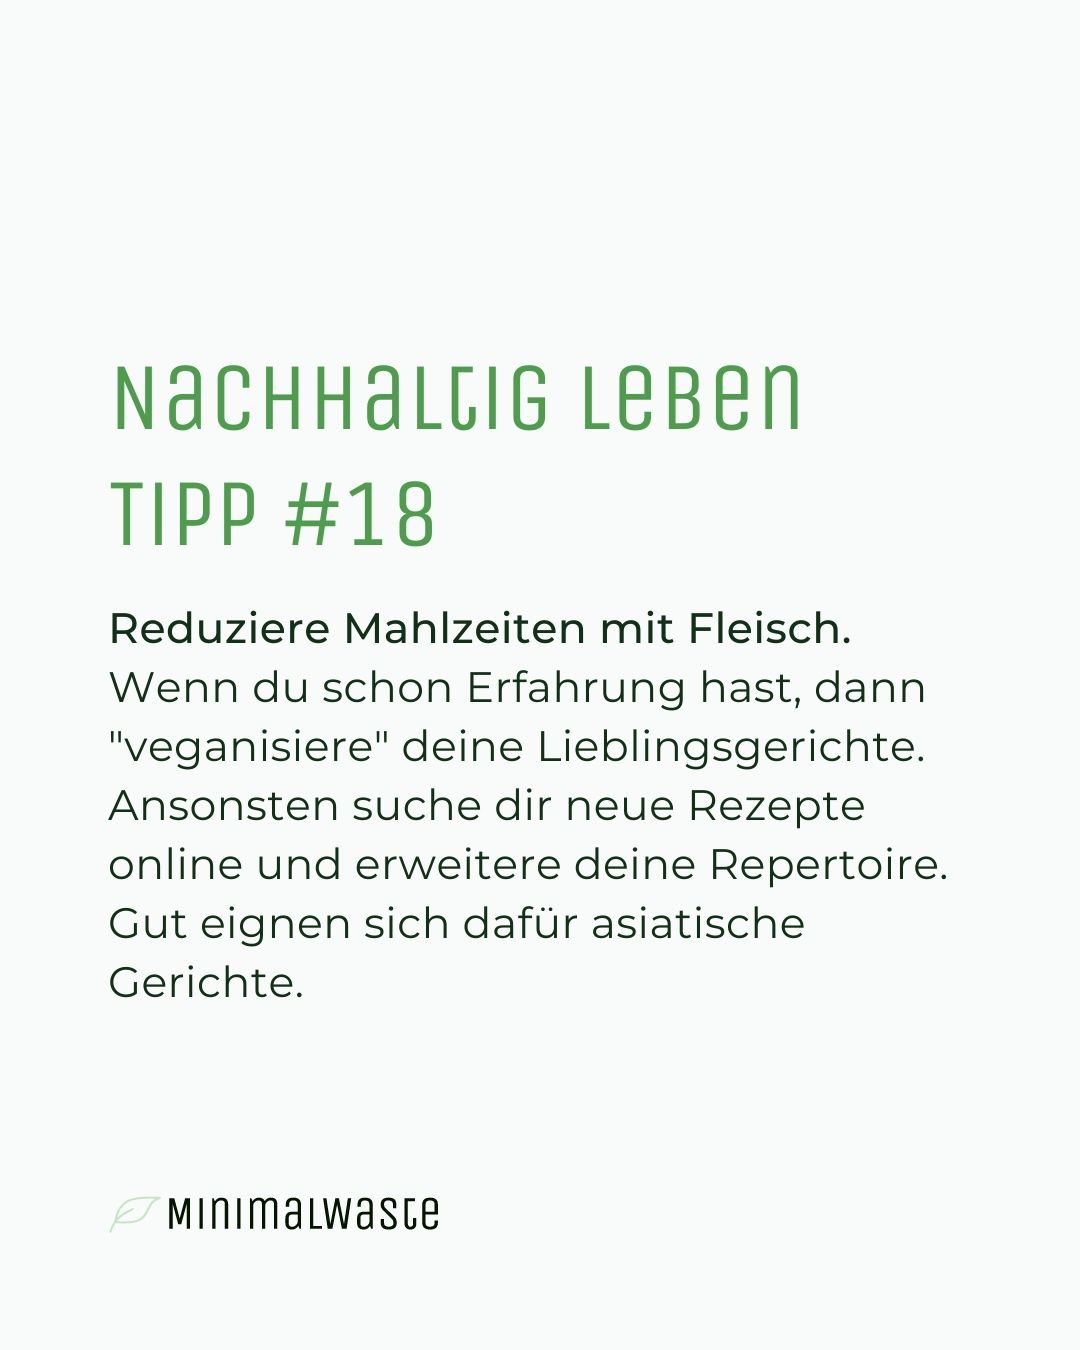 Nachhaltig leben
Tipp #18
Reduziere Mahlzeiten mit Fleisch.
Wenn du schon Erfahrung hast, dann
"veganisiere" deine Lieblingsgerichte.
Ansonsten suche dir neue Rezepte
online und erweitere deine Repertoire.
Gut eignen sich dafür asiatische
Gerichte.
Minimalwaste